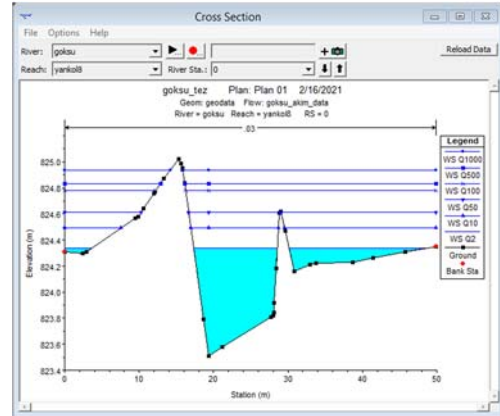 Cross Section
File Options Help
River: goksu
Reload Data
Reach: yankol8 River Sta.: 0
goksu_tez Plan: Plan 01 2/16/2021
Geom: geodata Flow: goksu_akim_data
River = goksu Reach = yankol8 RS = 0
.03
Legend
WS Q1000
WS Q500
WS Q100
WS Q50
WS Q10
WS Q2
Ground
Bank Sta
825.0
824.8
824.6
824.4
824.2
824.0
823.8
823.6
823.4
Elevation (m)
0 10 20 30 40 50
Station (m)